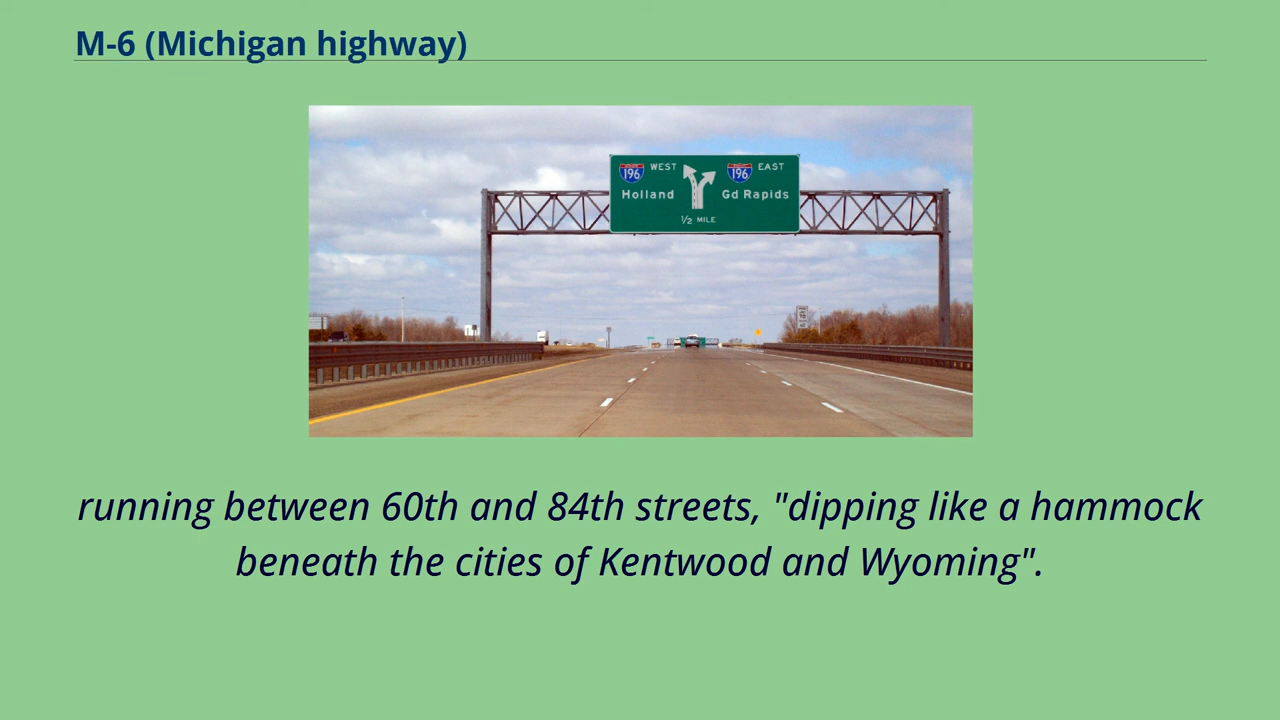 M-6 (Michigan highway)
196 WEST 196 EAST
Holland Gd Rapids
1/2 MILE
running between 60th and 84th streets, "dipping like a hammock
beneath the cities of Kentwood and Wyoming".